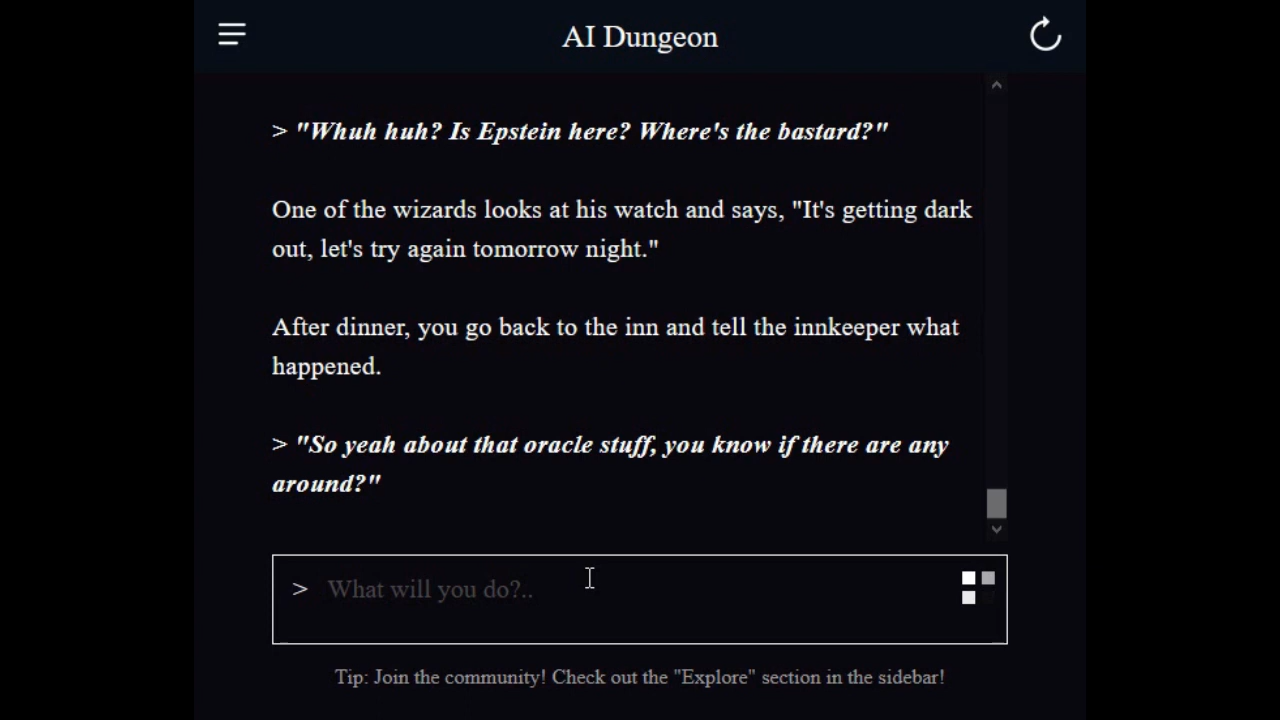 AI Dungeon
> "Whuh huh? Is Epstein here? Where's the bastard?"
One of the wizards looks at his watch and says, "It's getting dark
out, let's try again tomorrow night."
After dinner, you go back to the inn and tell the innkeeper what
happened.
> "So yeah about that oracle stuff, you know if there are any
around?"
> What will you do?..
Tip: Join the community! Check out the "Explore" section in the sidebar!